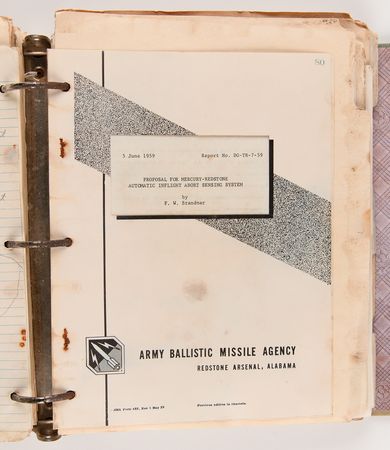 80
5 June 1959 Report No. DG-TR-7-59
PROPOSAL FOR MERCURY-REDSTONE
AUTOMATIC INFLIGHT ABORT SENSING SYSTEM
by
F. W. Brandner
ARMY BALLISTIC MISSILE AGENCY
REDSTONE ARSENAL, ALABAMA
Previous edition is obsolete.